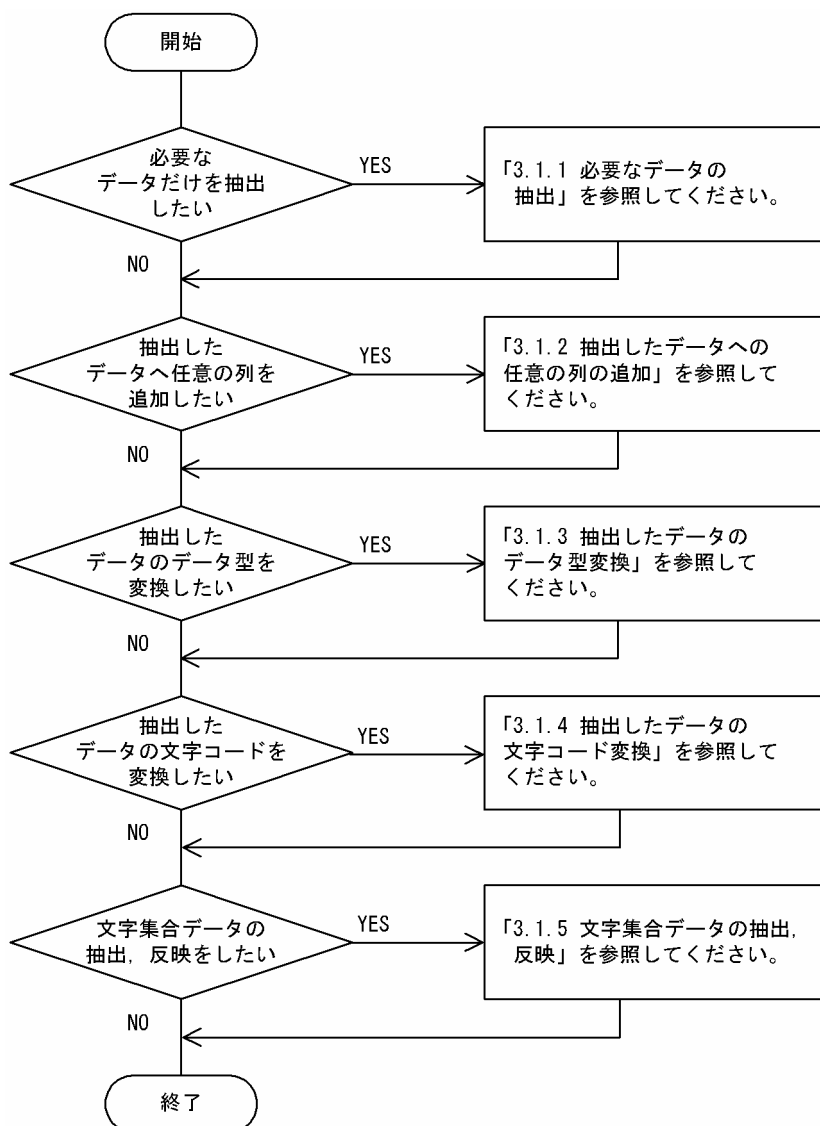 開始
必要な
データだけを抽出
したい
YES
「3.1.1 必要なデータの
抽出」を参照してください。
NO
抽出した
データへ任意の列を
追加したい
YES
「3.1.2 抽出したデータへの
任意の列の追加」を参照して
ください。
NO
抽出した
データのデータ型を
変換したい
YES
「3.1.3 抽出したデータの
データ型変換」を参照して
ください。
NO
抽出した
データの文字コードを
変換したい
YES
「3.1.4 抽出したデータの
文字コード変換」を参照して
ください。
NO
文字集合データの
抽出，反映をしたい
YES
「3.1.5 文字集合データの抽出，
反映」を参照してください。
NO
終了